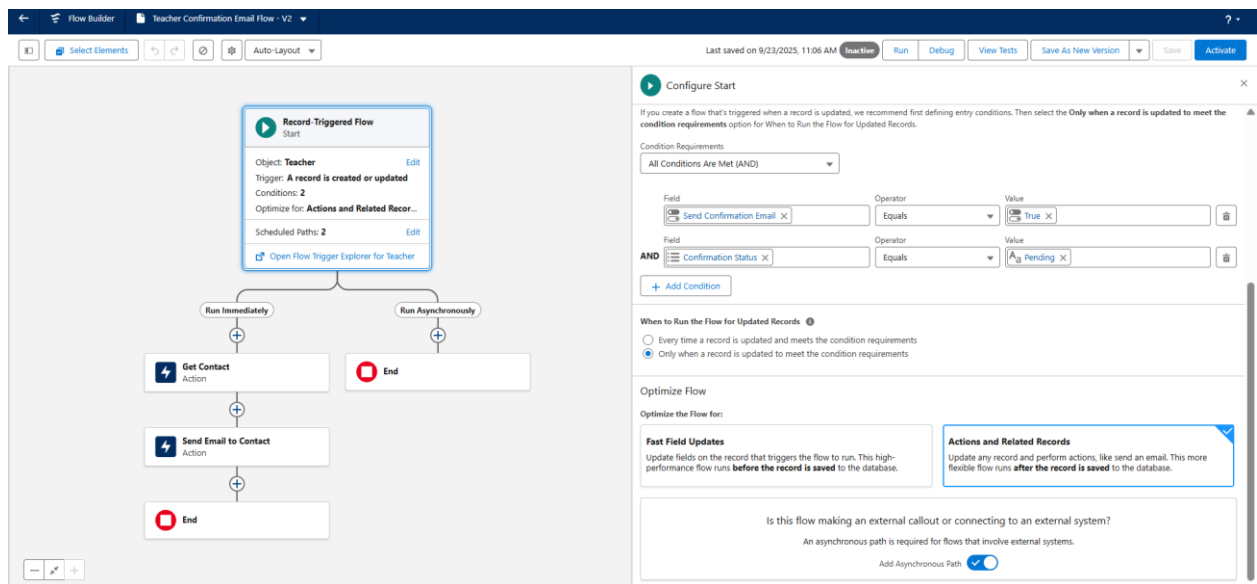 Flow Builder
Teacher Confirmation Email Flow - V2
?
Select Elements
Auto-Layout
Last saved on 9/23/2025, 11:06 AM
Inactive
Run
Debug
View Tests
Save As New Version
Save
Activate
Record-Triggered Flow
Start
Object: Teacher
Edit
Trigger: A record is created or updated
Conditions: 2
Optimize for: Actions and Related Recor...
Scheduled Paths: 2
Edit
Open Flow Trigger Explorer for Teacher
Run Immediately
Run Asynchronously
Get Contact
Action
End
Send Email to Contact
Action
End
Configure Start
If you create a flow that's triggered when a record is updated, we recommend first defining entry conditions. Then select the Only when a record is updated to meet the
condition requirements option for When to Run the Flow for Updated Records.
Condition Requirements
All Conditions Are Met (AND)
Field
Operator
Value
Send Confirmation Email
Equals
True
Field
Operator
Value
AND
Confirmation Status
Equals
Aa Pending
+ Add Condition
When to Run the Flow for Updated Records
Every time a record is updated and meets the condition requirements
Only when a record is updated to meet the condition requirements
Optimize Flow
Optimize the Flow for:
Fast Field Updates
Update fields on the record that triggers the flow to run. This high-
performance flow runs before the record is saved to the database.
Actions and Related Records
Update any record and perform actions, like send an email. This more
flexible flow runs after the record is saved to the database.
Is this flow making an external callout or connecting to an external system?
An asynchronous path is required for flows that involve external systems.
Add Asynchronous Path